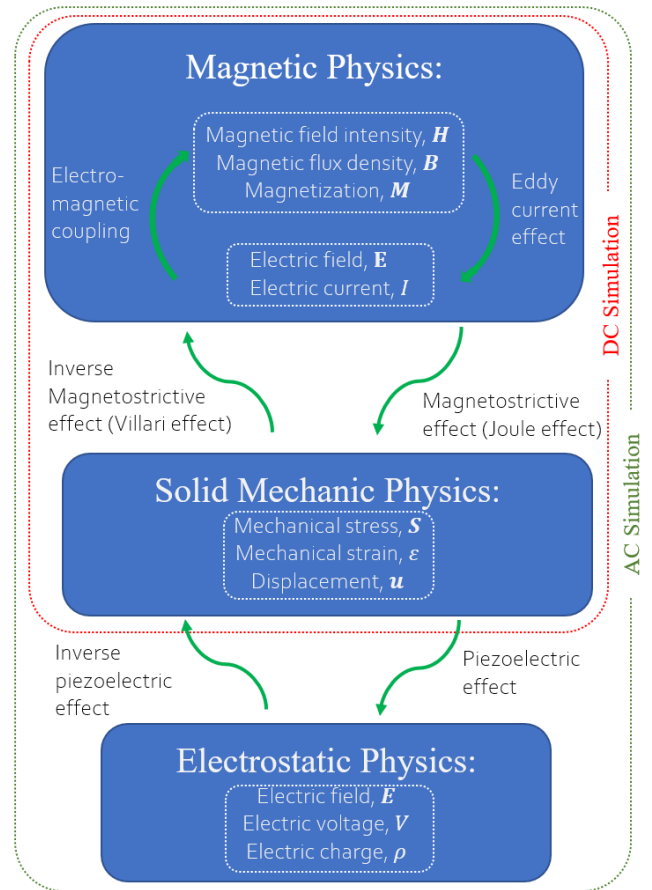 Magnetic Physics:
Magnetic field intensity, H
Magnetic flux density, B
Magnetization, M
Electro-
magnetic
coupling
Eddy
current
effect
Electric field, E
Electric current, I
DC Simulation
Inverse
Magnetostrictive
effect (Villari effect)
Magnetostrictive
effect (Joule effect)
AC Simulation
Solid Mechanic Physics:
Mechanical stress, S
Mechanical strain, ε
Displacement, u
Inverse
piezoelectric
effect
Piezoelectric
effect
Electrostatic Physics:
Electric field, E
Electric voltage, V
Electric charge, ρ